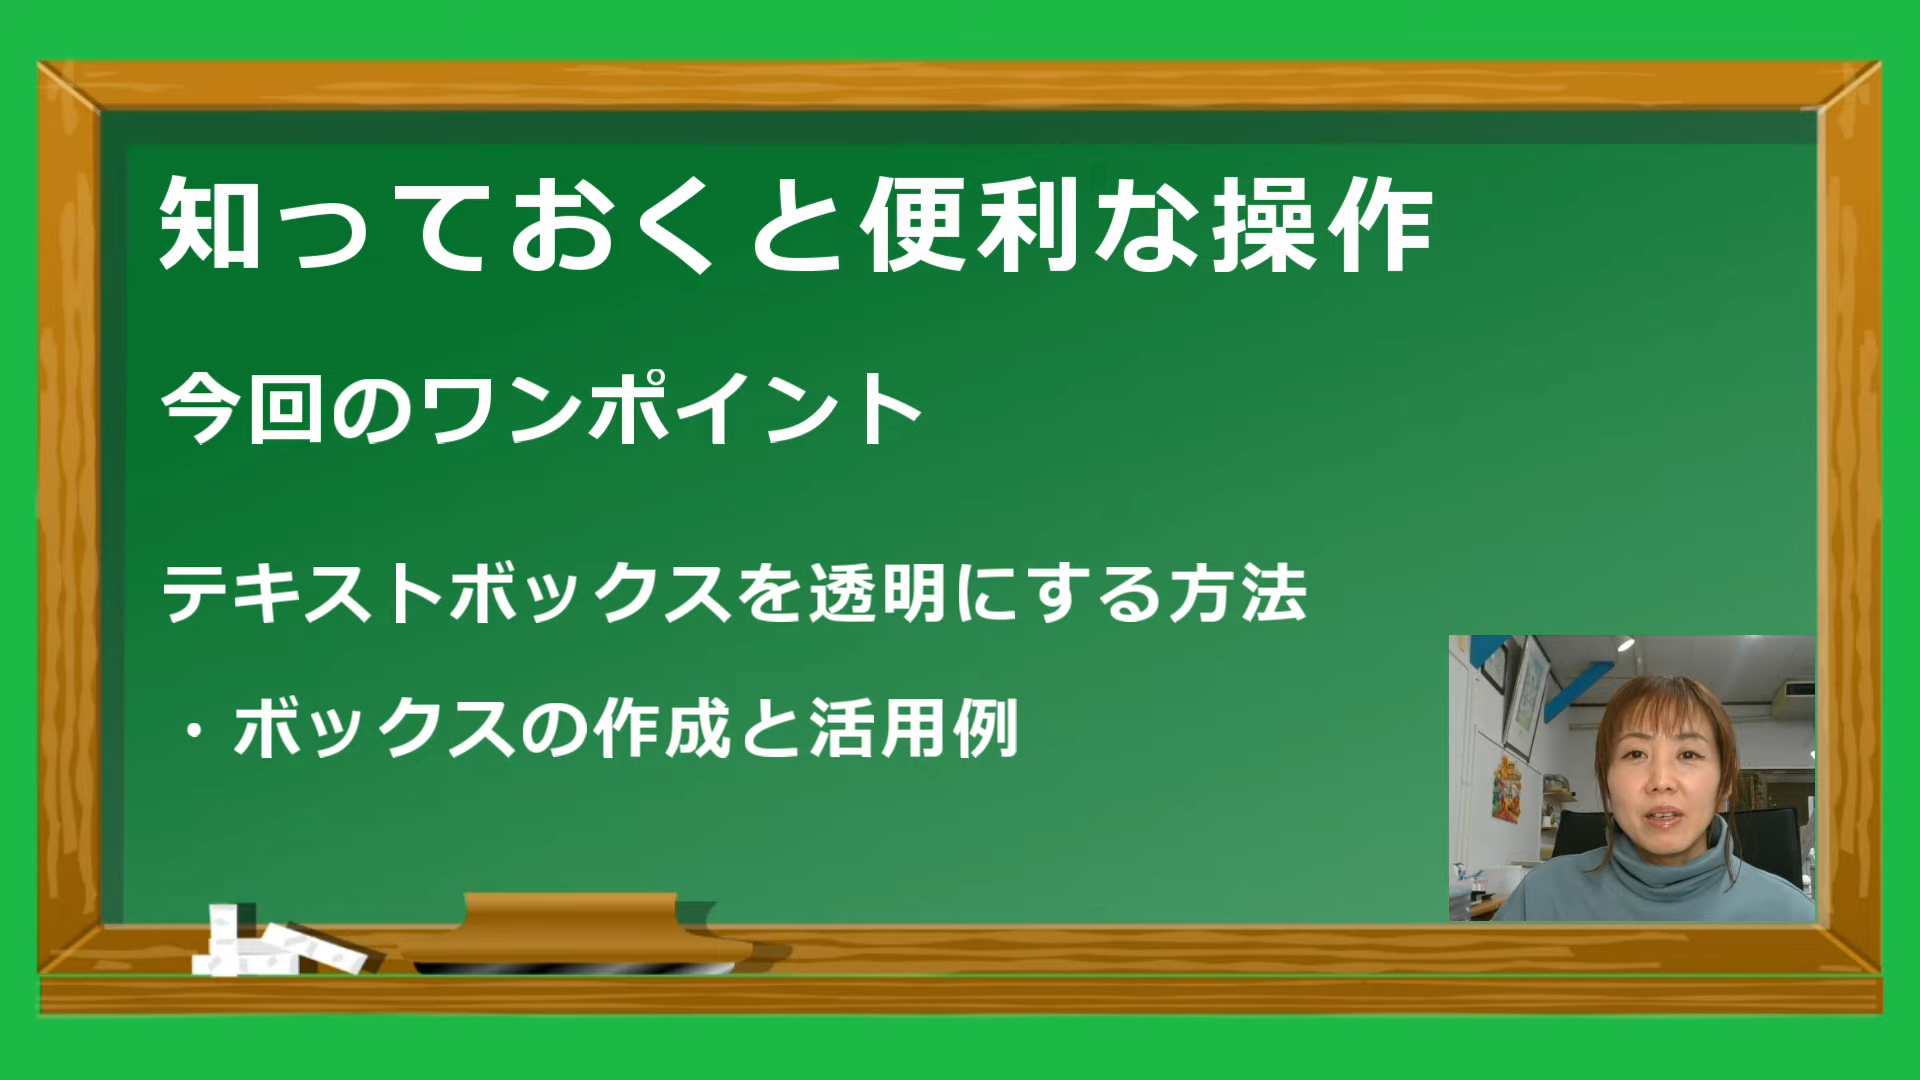 知っておくと便利な操作
今回のワンポイント
テキストボックスを透明にする方法
・ボックスの作成と活用例